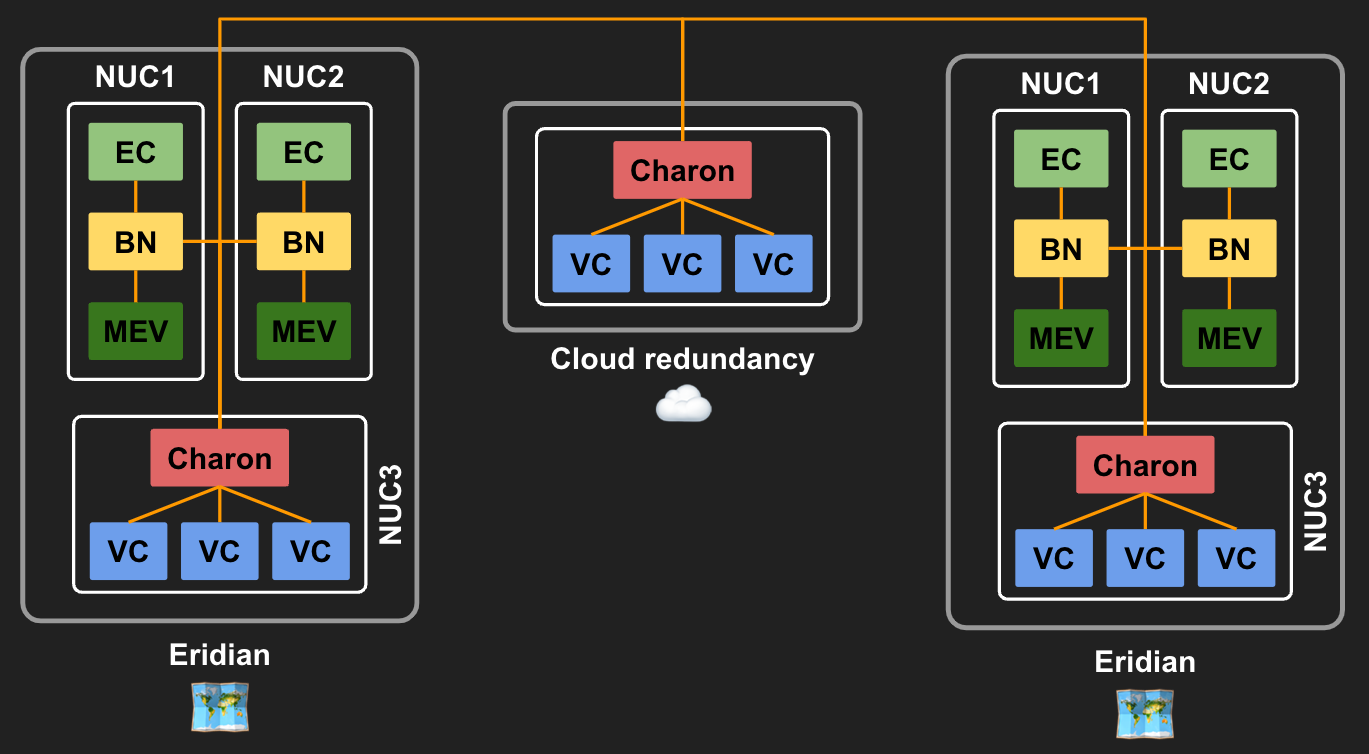 NUC1
NUC2
EC
EC
BN
BN
MEV
MEV
Charon
VC
VC
VC
NUC3
Eridian
Charon
VC
VC
VC
Cloud redundancy
NUC1
NUC2
EC
EC
BN
BN
MEV
MEV
Charon
VC
VC
VC
NUC3
Eridian